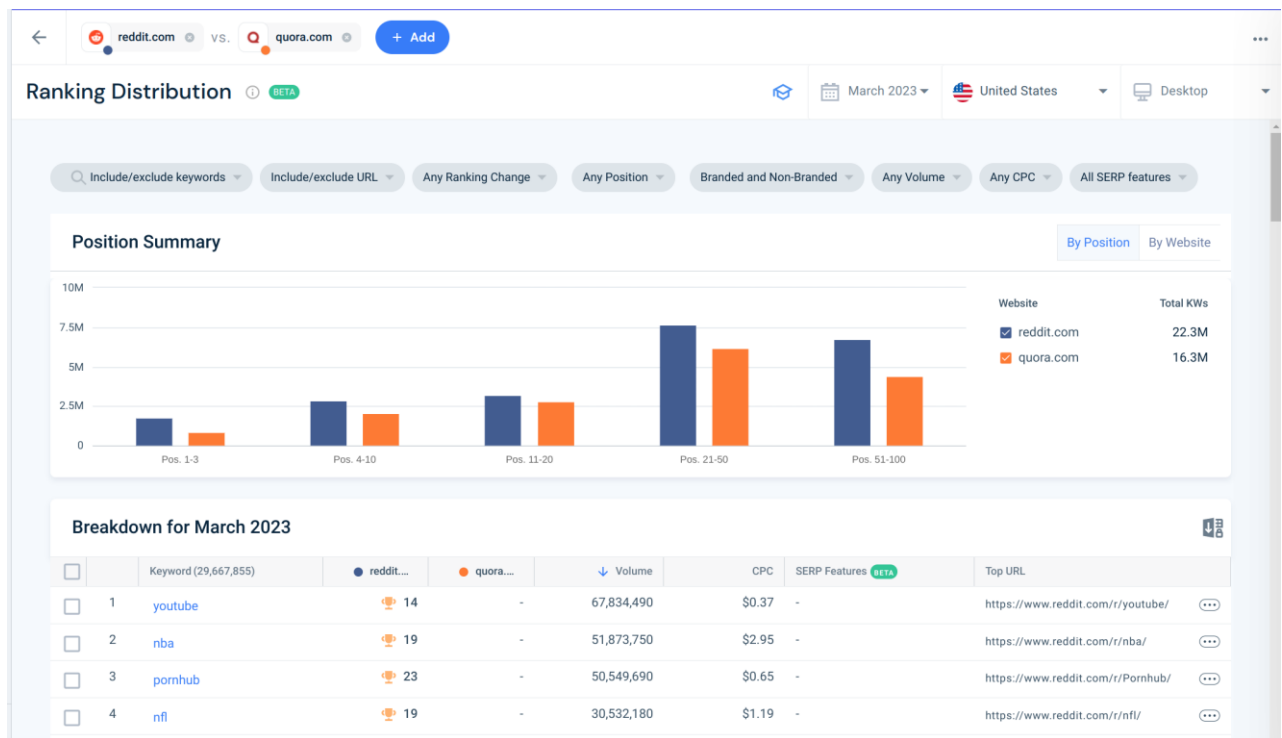 reddit.com vs. quora.com + Add
Ranking Distribution BETA March 2023 United States Desktop
Include/exclude keywords Include/exclude URL Any Ranking Change Any Position Branded and Non-Branded Any Volume Any CPC All SERP features
Position Summary By Position By Website
10M
7.5M
5M
2.5M
0
Pos. 1-3 Pos. 4-10 Pos. 11-20 Pos. 21-50 Pos. 51-100
Website Total KWs
reddit.com 22.3M
quora.com 16.3M
Breakdown for March 2023
Keyword (29,667,855) reddit.... quora.... Volume CPC SERP Features BETA Top URL
1 youtube 14 - 67,834,490 $0.37 - https://www.reddit.com/r/youtube/
2 nba 19 - 51,873,750 $2.95 - https://www.reddit.com/r/nba/
3 pornhub 23 - 50,549,690 $0.65 - https://www.reddit.com/r/Pornhub/
4 nfl 19 - 30,532,180 $1.19 - https://www.reddit.com/r/nfl/